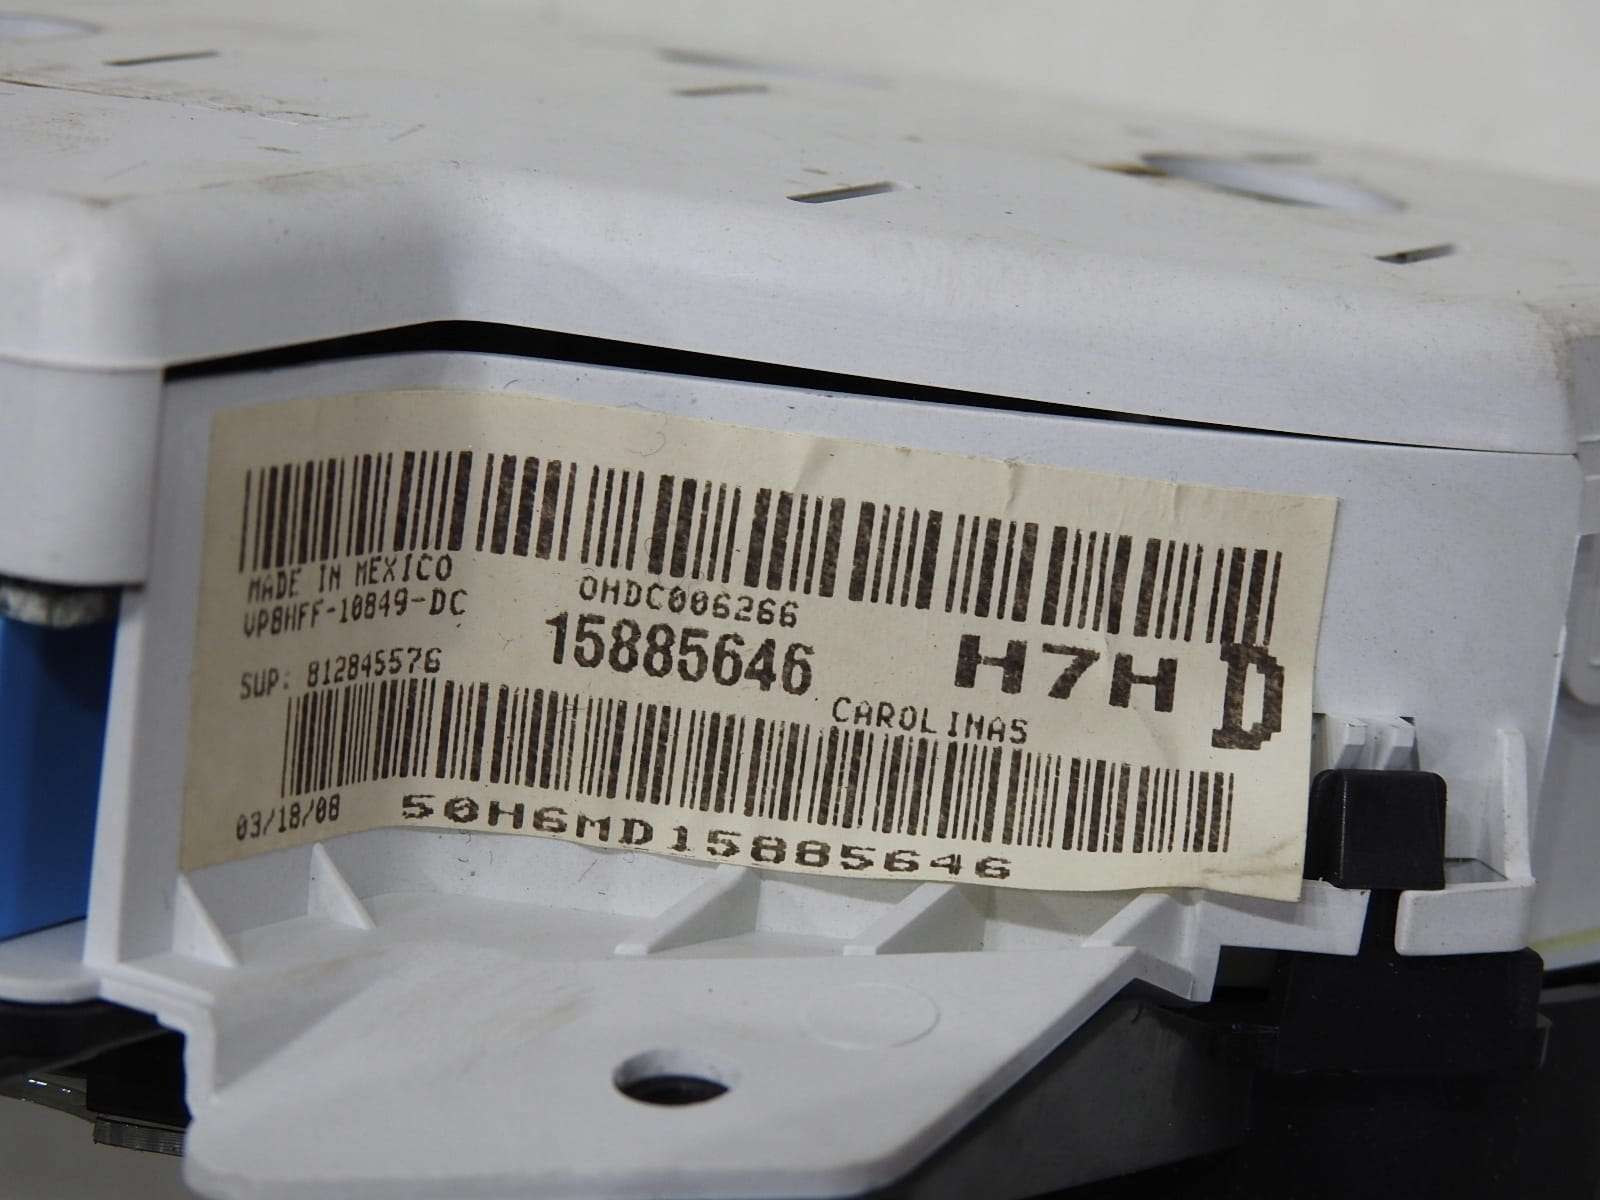 MADE IN MEXICO
VP8HFF-10849-DC
0HDC006266
15885646
H7H D
SUP: 812845576
CAROLINAS
03/18/08
50H6MD15885646